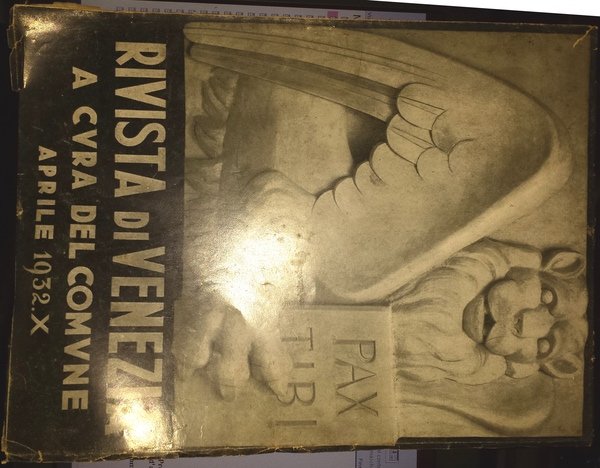 PAX
TIBI
RIVISTA DI VENEZIA
A CVRA DEL COMVNE
APRILE 1932.X